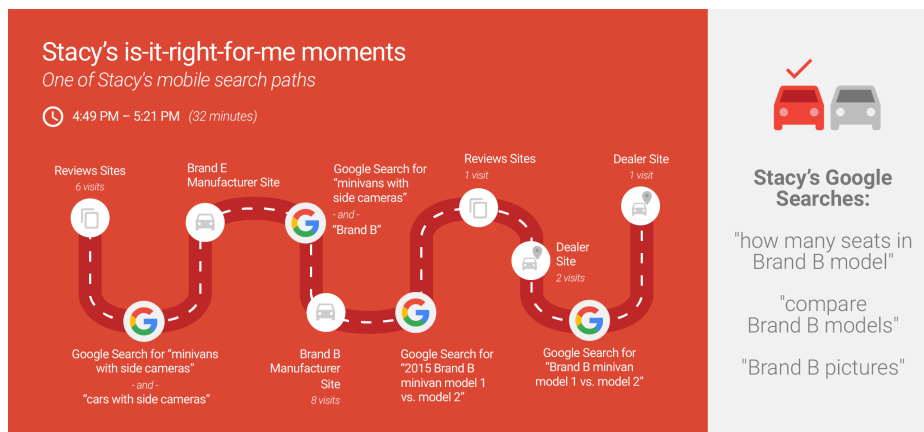 Stacy's is-it-right-for-me moments
One of Stacy's mobile search paths
4:49 PM – 5:21 PM (32 minutes)
Reviews Sites
6 visits
Google Search for "minivans
with side cameras"
- and -
"cars with side cameras"
Brand E
Manufacturer Site
Google Search for
"minivans with
side cameras"
- and -
"Brand B"
Brand B
Manufacturer
Site
8 visits
Google Search for
"2015 Brand B
minivan model 1
vs. model 2"
Reviews Sites
1 visit
Dealer
Site
2 visits
Google Search for
"Brand B minivan
model 1 vs. model 2"
Dealer Site
1 visit
Stacy's Google
Searches:
"how many seats in
Brand B model"
"compare
Brand B models"
"Brand B pictures"